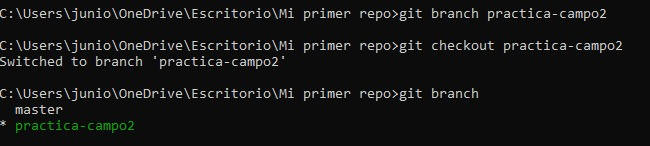 C:\Users\junio\OneDrive\Escritorio\Mi primer repo>git branch practica-campo2
C:\Users\junio\OneDrive\Escritorio\Mi primer repo>git checkout practica-campo2
Switched to branch 'practica-campo2'
C:\Users\junio\OneDrive\Escritorio\Mi primer repo>git branch
  master
* practica-campo2